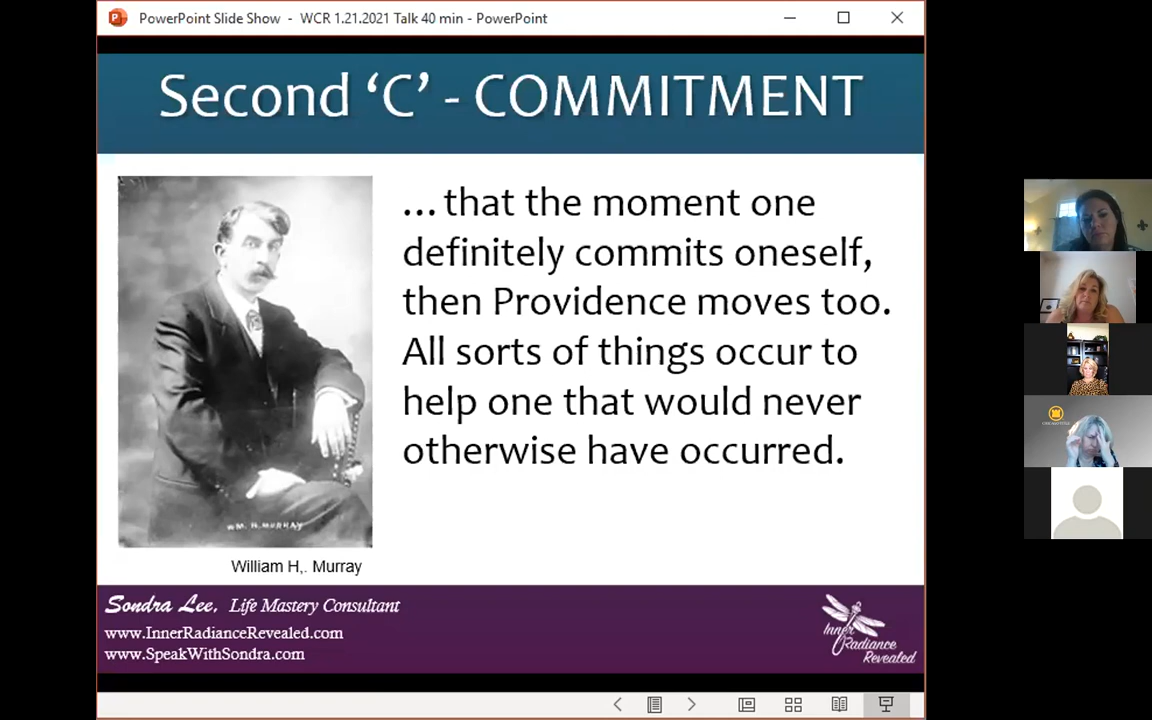 PowerPoint Slide Show - WCR 1.21.2021 Talk 40 min - PowerPoint
Second ‘C’ - COMMITMENT
... that the moment one
definitely commits oneself,
then Providence moves too.
All sorts of things occur to
help one that would never
otherwise have occurred.
WM. H. MURRAY
William H,. Murray
Sondra Lee, Life Mastery Consultant
www.InnerRadianceRevealed.com
www.SpeakWithSondra.com
Inner
Radiance
Revealed